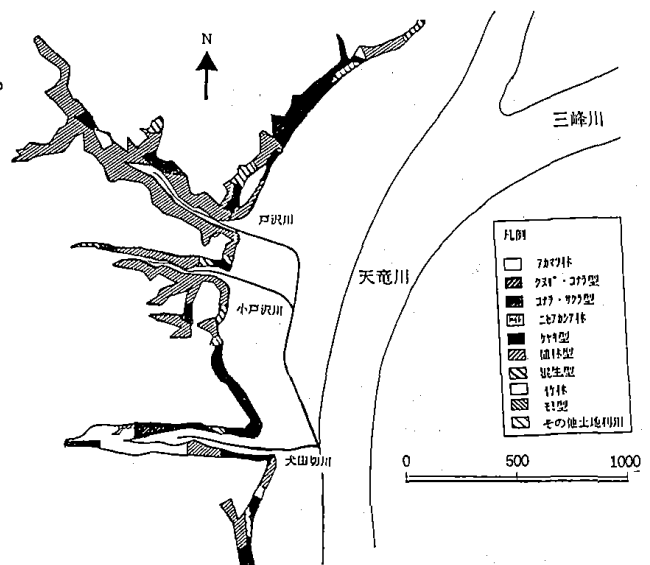 N
三峰川
戸沢川
天竜川
小戸沢川
犬田切川
凡例
アカマツ林
クヌギ・コナラ型
コナラ・サクラ型
ニセアカシア林
ケヤキ型
植林型
混生型
竹林
モミ型
その他土地利用
0 500 1000